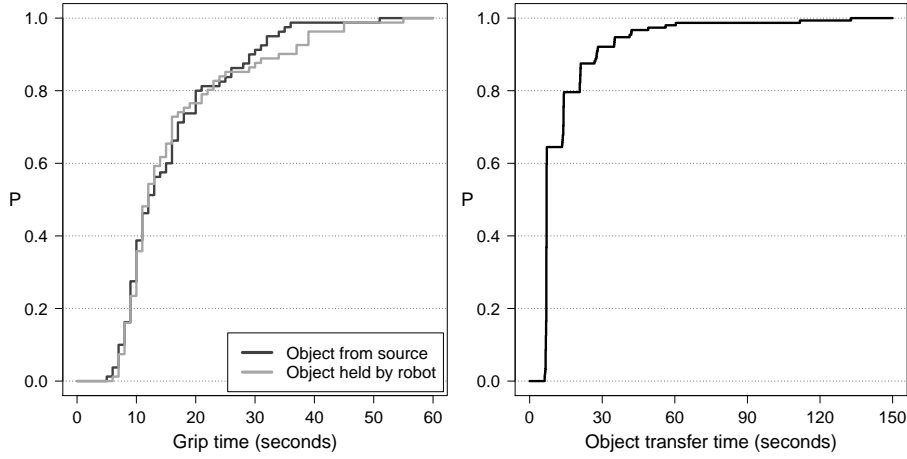 1.0
0.8
0.6
P
0.4
0.2
0.0
Object from source
Object held by robot
0 10 20 30 40 50 60
Grip time (seconds)
1.0
0.8
0.6
P
0.4
0.2
0.0
0 30 60 90 120 150
Object transfer time (seconds)